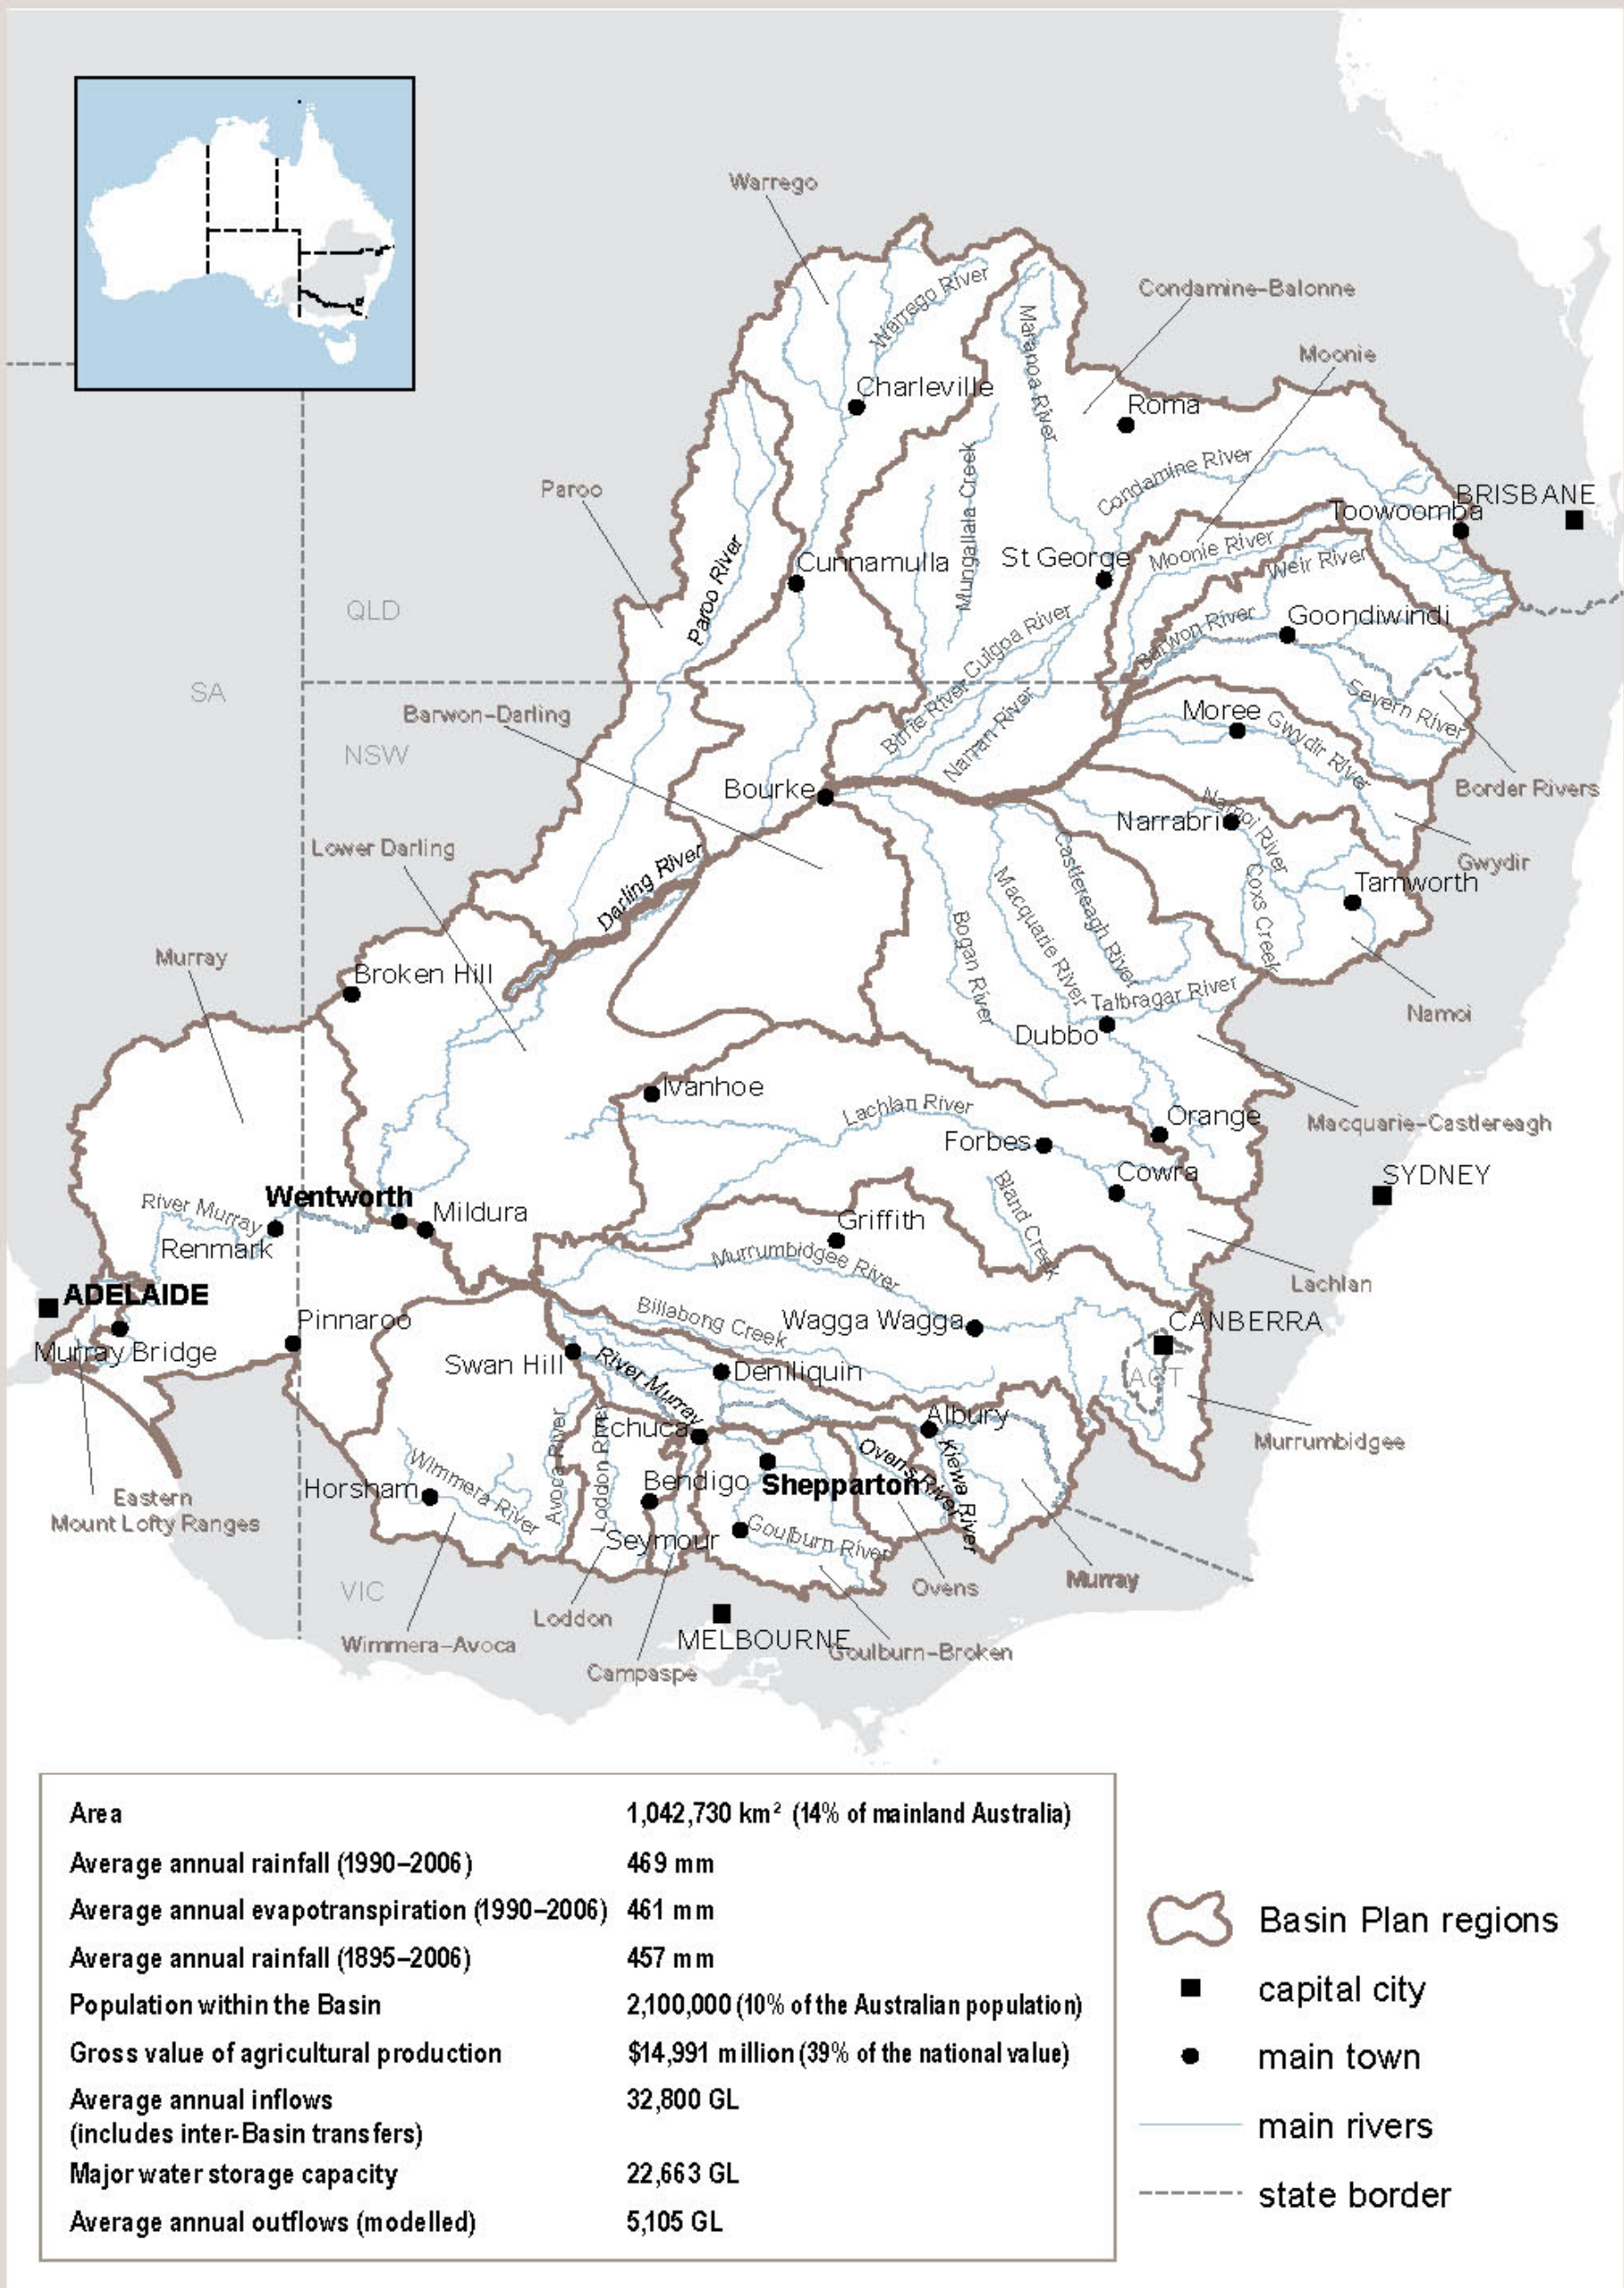 Warrego
Warrego River
Condamine–Balonne
Maranoa River
Moonie
Charleville
Roma
Mungallala Creek
Condamine River
Paroo
BRISBANE
Toowoomba
Paroo River
Cunnamulla
St George
Moonie River
Weir River
QLD
Culgoa River
Barwon River
Goondiwindi
SA
Barwon–Darling
Birrie River
Narran River
Moree
Gwydir River
Severn River
NSW
Bourke
Border Rivers
Narrabri
Namoi River
Lower Darling
Darling River
Castlereagh River
Gwydir
Tamworth
Macquarie River
Coxs Creek
Bogan River
Murray
Broken Hill
Talbragar River
Namoi
Dubbo
Ivanhoe
Lachlan River
Orange
Macquarie–Castlereagh
Forbes
Cowra
SYDNEY
Wentworth
River Murray
Mildura
Bland Creek
Griffith
Renmark
Murrumbidgee River
Lachlan
ADELAIDE
Pinnaroo
Billabong Creek
Wagga Wagga
CANBERRA
Murray Bridge
Swan Hill
River Murray
Deniliquin
ACT
Avoca River
Loddon River
Echuca
Albury
Murrumbidgee
Wimmera River
Ovens River
Kiewa River
Horsham
Bendigo
Shepparton
Eastern
Mount Lofty Ranges
Seymour
Goulburn River
VIC
Ovens
Murray
Loddon
Wimmera–Avoca
MELBOURNE
Goulburn–Broken
Campaspe
Area 1,042,730 km² (14% of mainland Australia)
Average annual rainfall (1990–2006) 469 mm
Average annual evapotranspiration (1990–2006) 461 mm
Average annual rainfall (1895–2006) 457 mm
Population within the Basin 2,100,000 (10% of the Australian population)
Gross value of agricultural production $14,991 million (39% of the national value)
Average annual inflows 32,800 GL
(includes inter-Basin transfers)
Major water storage capacity 22,663 GL
Average annual outflows (modelled) 5,105 GL
Basin Plan regions
capital city
main town
main rivers
state border